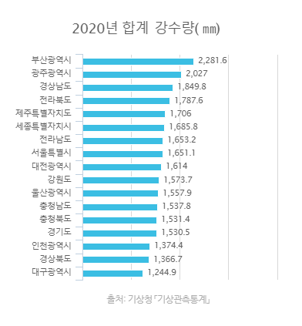 2020년 합계 강수량( ㎜)
부산광역시 2,281.6
광주광역시 2,027
경상남도 1,849.8
전라북도 1,787.6
제주특별자치도 1,706
세종특별자치시 1,685.8
전라남도 1,653.2
서울특별시 1,651.1
대전광역시 1,614
강원도 1,573.7
울산광역시 1,557.9
충청남도 1,537.8
충청북도 1,531.4
경기도 1,530.5
인천광역시 1,374.4
경상북도 1,366.7
대구광역시 1,244.9
출처: 기상청 「기상관측통계」